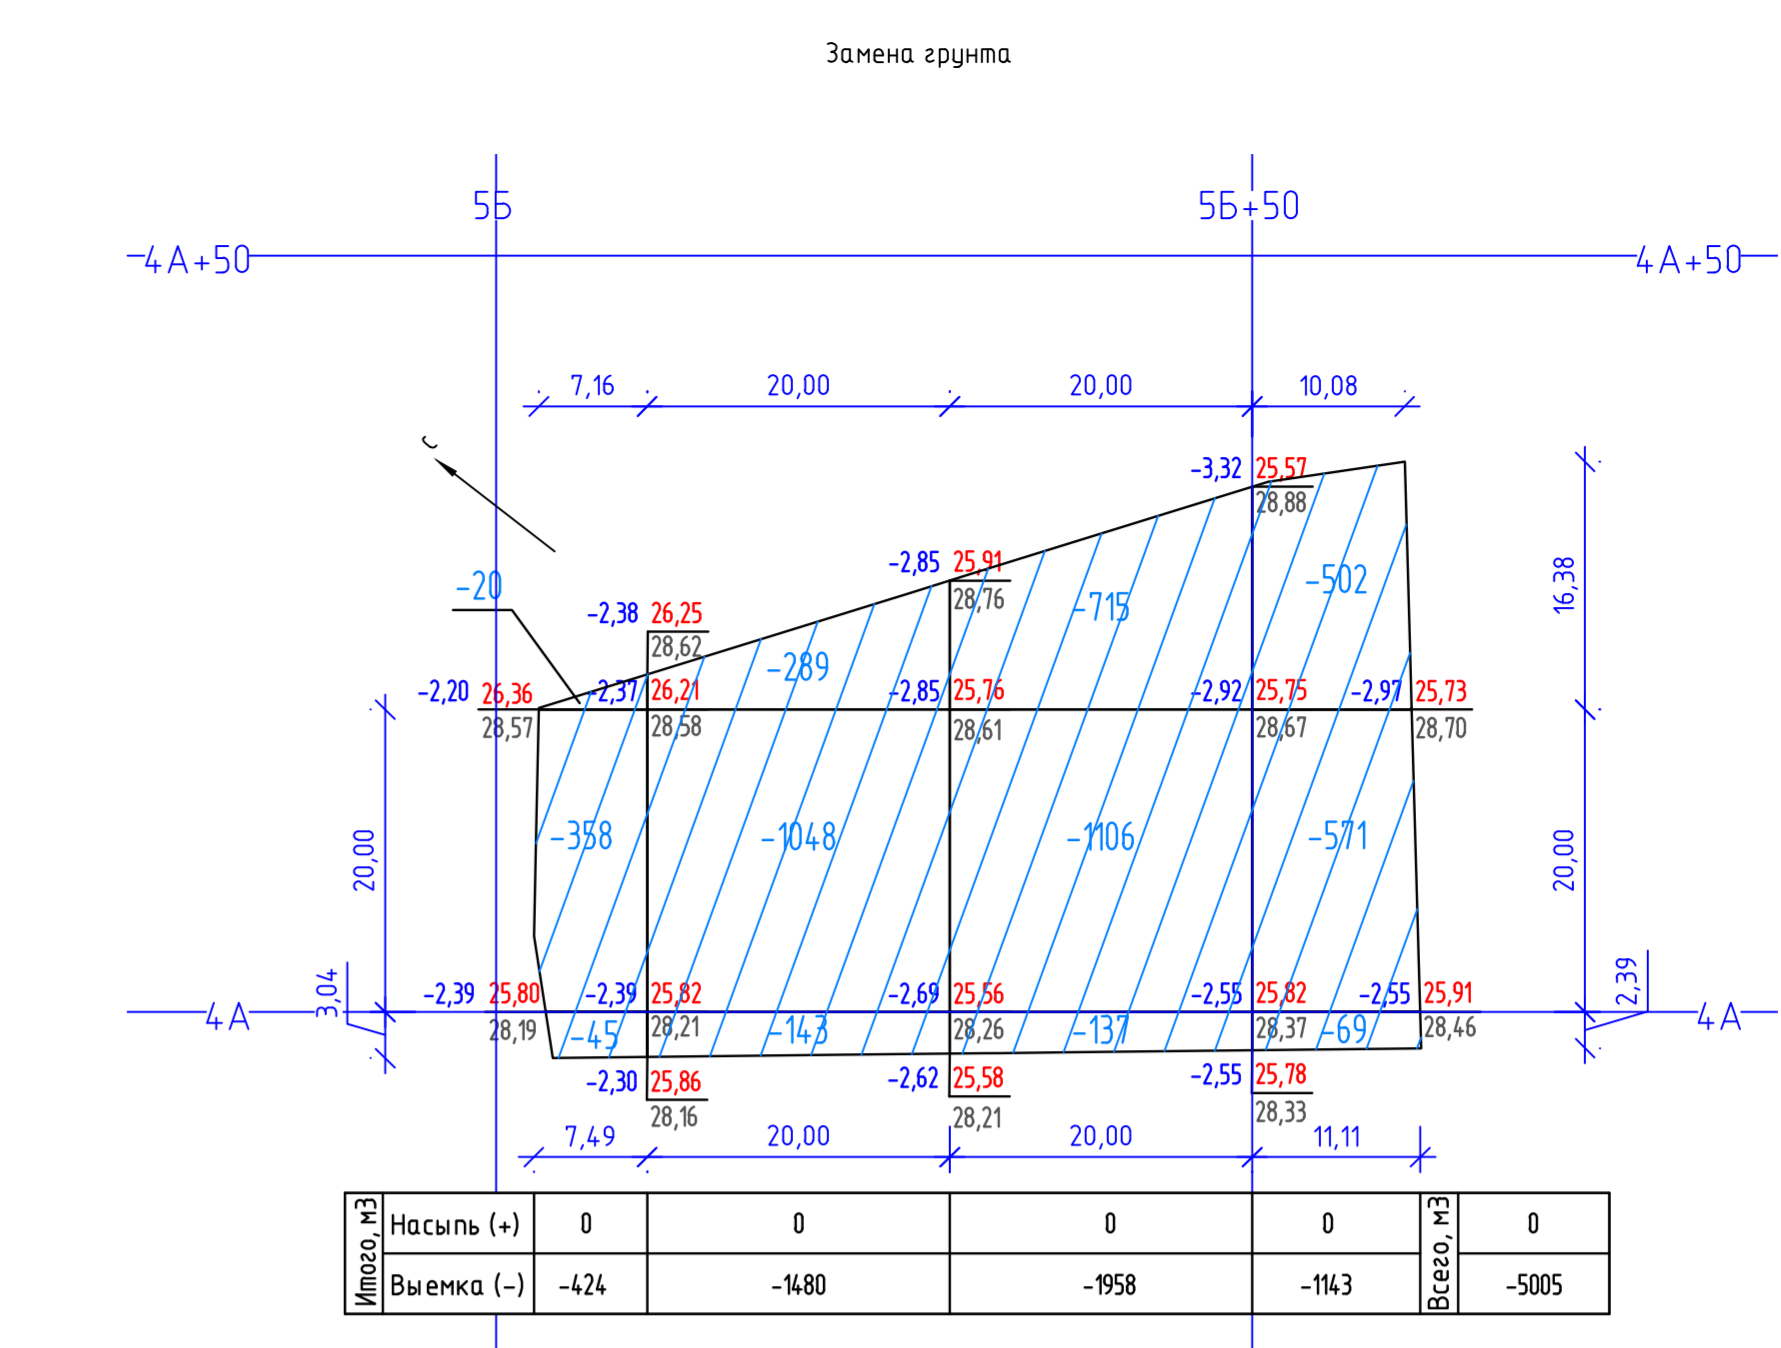 Замена грунта
5Б 5Б+50
4А+50 4А+50
7,16 20,00 20,00 10,08
С
-3,32 25,57
28,88
-2,85 25,91
28,76
-20
-502
-715
16,38
-2,38 26,25
28,62
-289
-2,20 26,36 -2,37 26,21 -2,85 25,76 -2,92 25,75 -2,97 25,73
28,57 28,58 28,61 28,67 28,70
-358 -1048 -1106 -571
20,00 20,00
3,04 2,39
-2,39 25,80 -2,39 25,82 -2,69 25,56 -2,55 25,82 -2,55 25,91
4А 4А
28,19 28,21 28,26 28,37 28,46
-45 -143 -137 -69
-2,30 25,86 -2,62 25,58 -2,55 25,78
28,16 28,21 28,33
7,49 20,00 20,00 11,11
Итого, м3 Насыпь (+) 0 0 0 0 Всего, м3 0
Выемка (-) -424 -1480 -1958 -1143 -5005